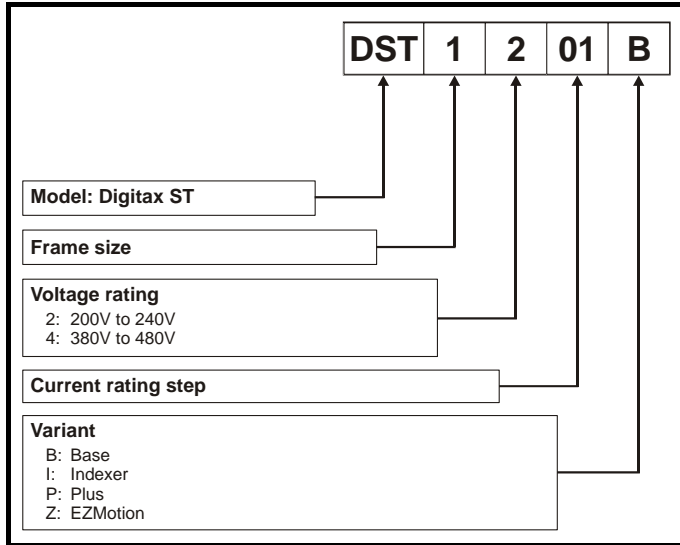 DST 1 2 01 B
Model: Digitax ST
Frame size
Voltage rating
2: 200V to 240V
4: 380V to 480V
Current rating step
Variant
B: Base
I: Indexer
P: Plus
Z: EZMotion